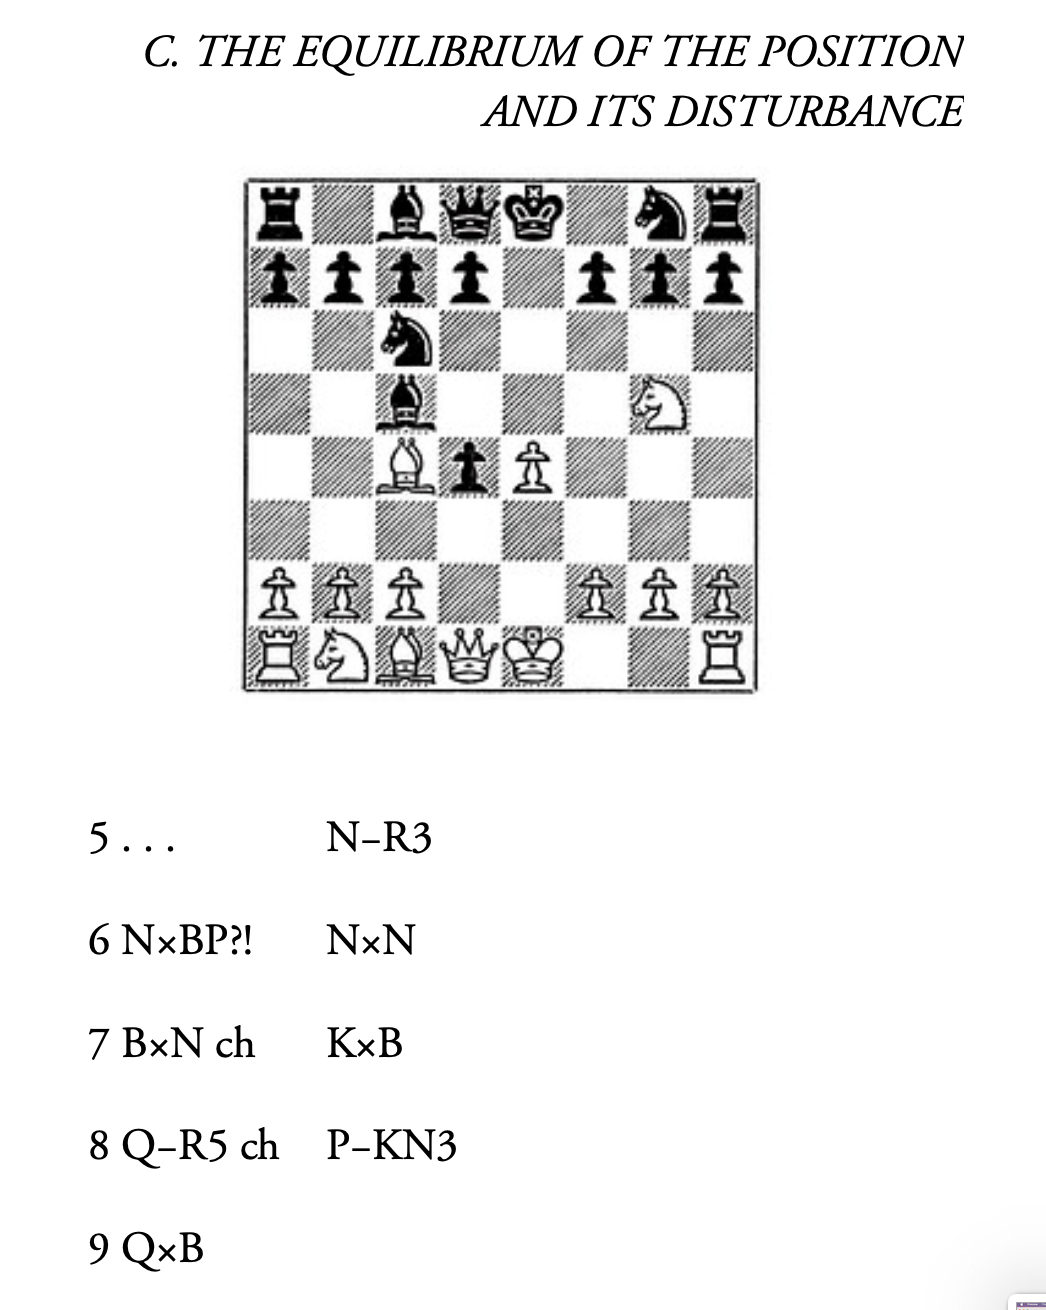 C. THE EQUILIBRIUM OF THE POSITION
AND ITS DISTURBANCE
5 . . . N–R3
6 N×BP?! N×N
7 B×N ch K×B
8 Q–R5 ch P–KN3
9 Q×B